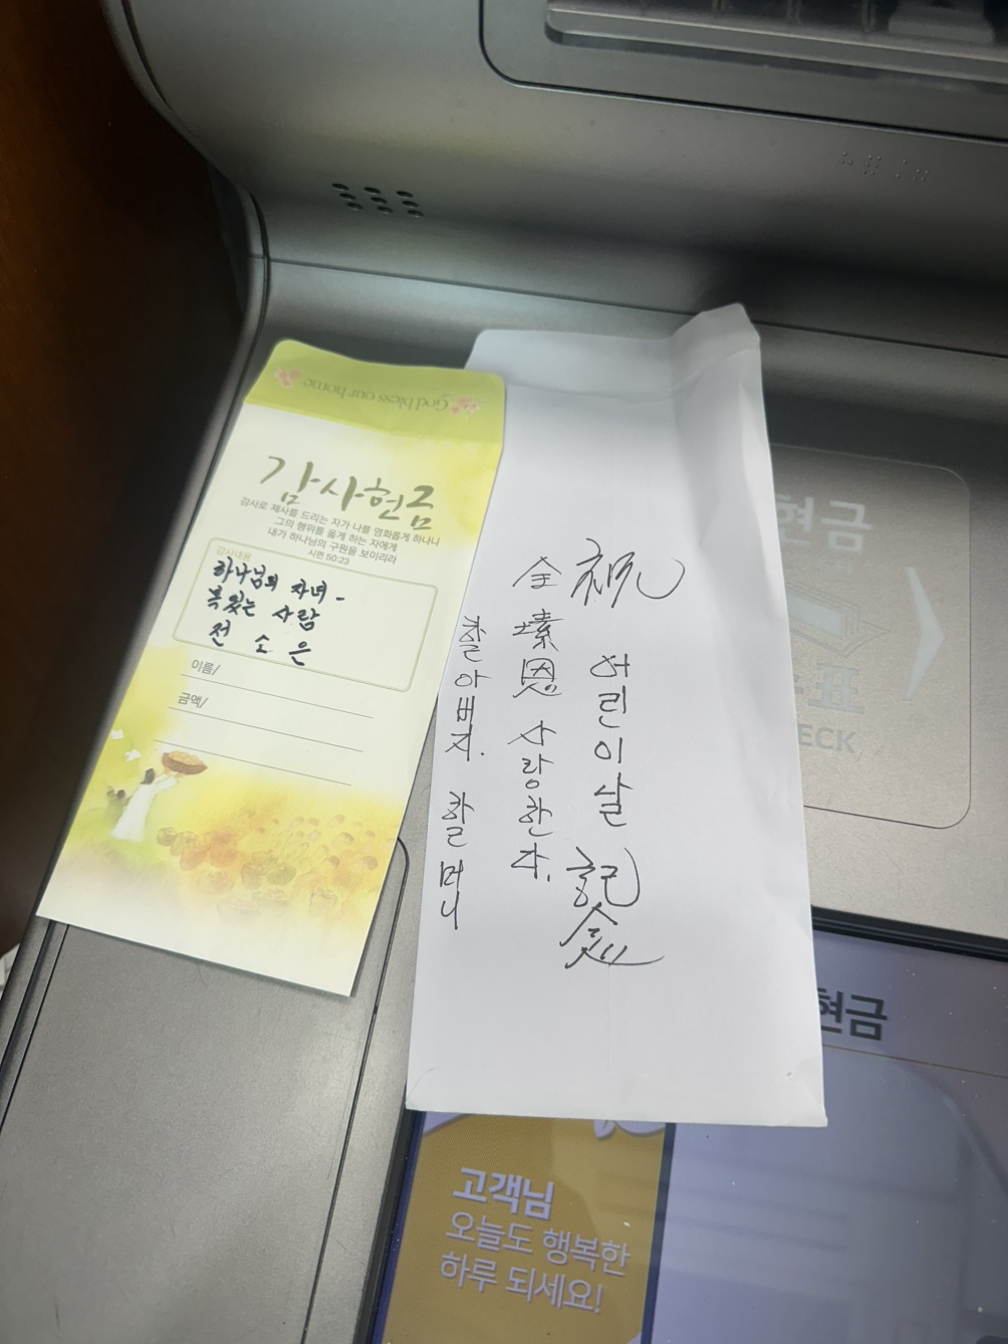 God bless our home
감사헌금
감사로 제사를 드리는 자가 나를 영화롭게 하나니
그의 행위를 옳게 하는 자에게
내가 하나님의 구원을 보이리라
시편 50:23
감사내용
하나님의 자녀 -
복있는 사람
전 소 은
이름/
금액/
祝 어린이날 記念
全 塐 恩 사랑한다.
할아버지. 할머니
현금
수표
CHECK
현금
고객님
오늘도 행복한
하루 되세요!